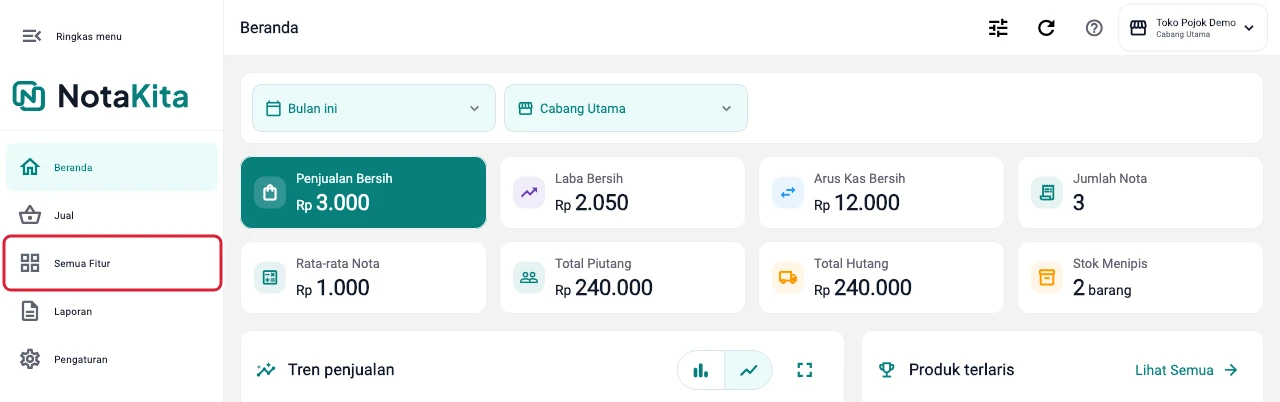 Ringkas menu
NotaKita
Beranda
Jual
Semua Fitur
Laporan
Pengaturan
Beranda
Toko Pojok Demo
Cabang Utama
Bulan ini
Cabang Utama
Penjualan Bersih
Rp 3.000
Laba Bersih
Rp 2.050
Arus Kas Bersih
Rp 12.000
Jumlah Nota
3
Rata-rata Nota
Rp 1.000
Total Piutang
Rp 240.000
Total Hutang
Rp 240.000
Stok Menipis
2 barang
Tren penjualan
Produk terlaris
Lihat Semua